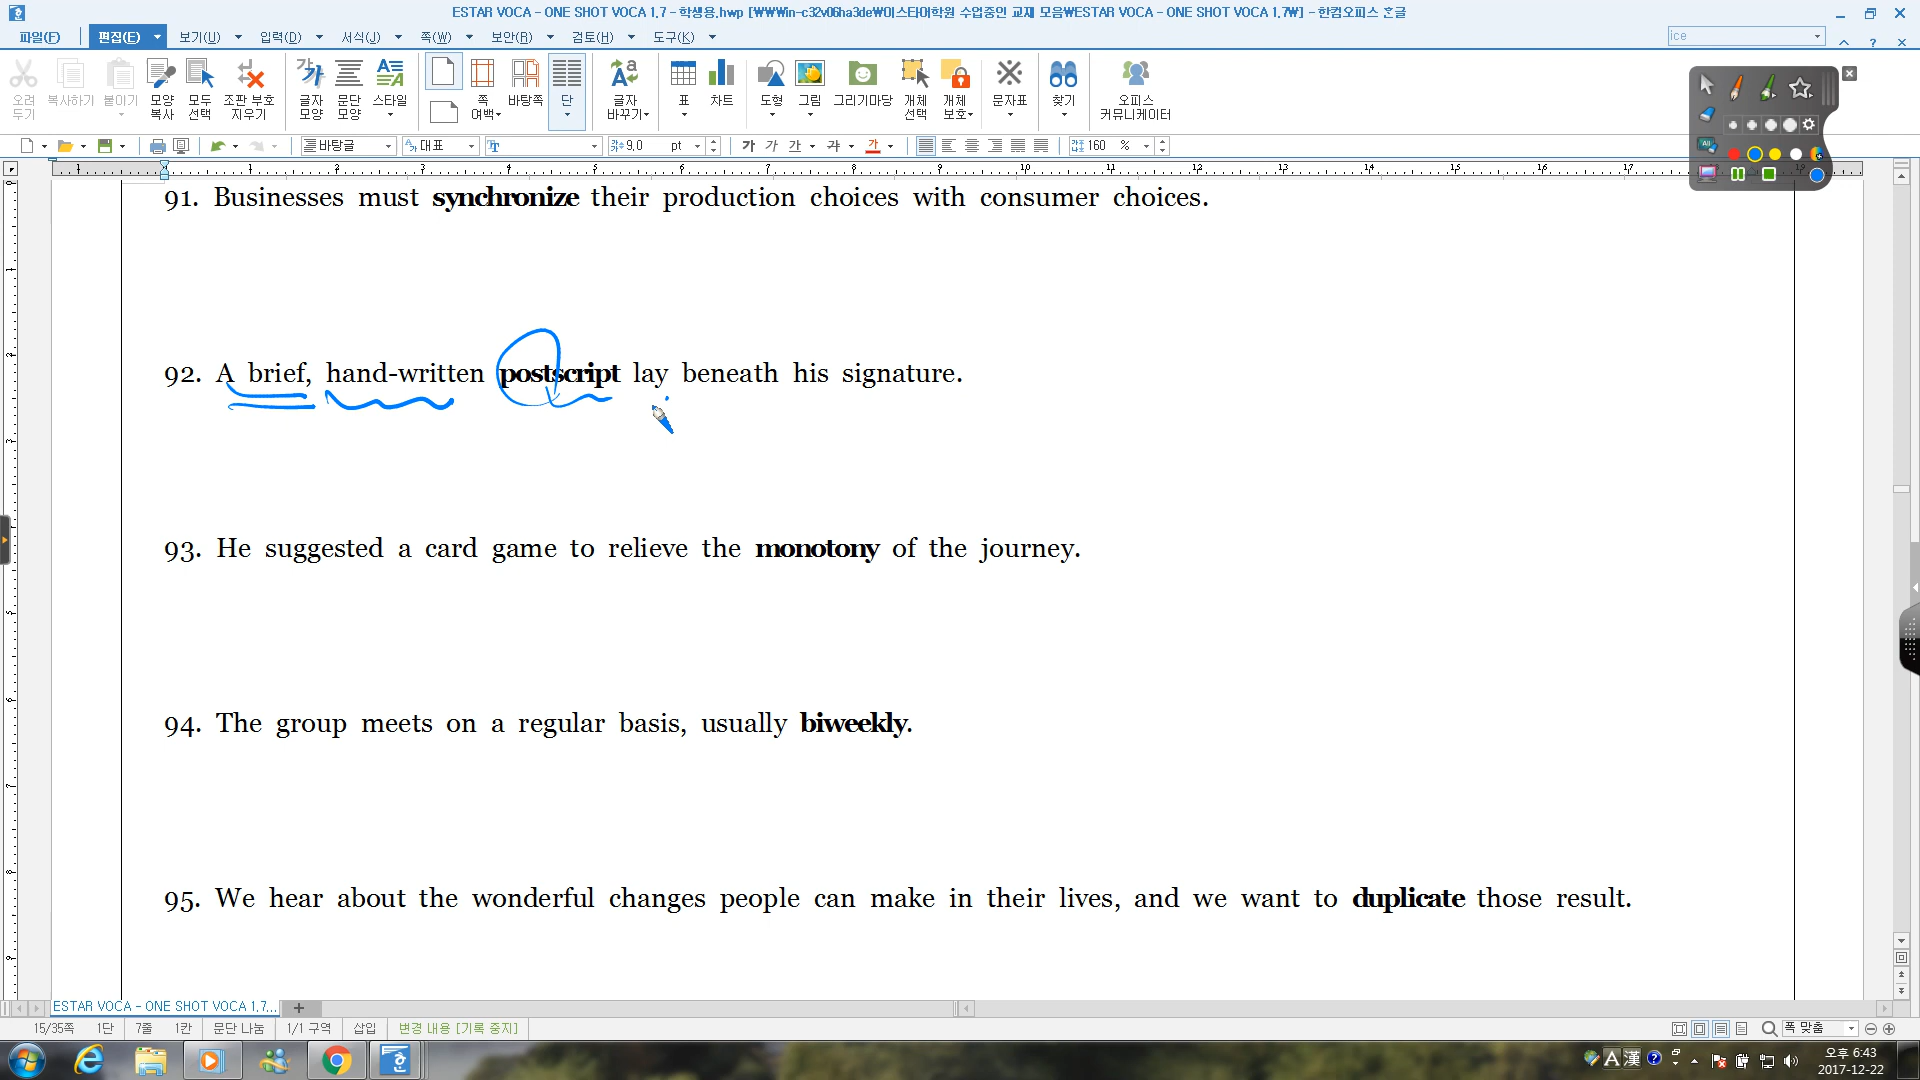 ESTAR VOCA - ONE SHOT VOCA 1.7 - 학생용.hwp [₩₩Win-c32v06ha3de₩이스타어학원 수업중인 교재 모음₩ESTAR VOCA - ONE SHOT VOCA 1.7₩] - 한컴오피스 한글
파일(F) 편집(E) 보기(U) 입력(D) 서식(J) 쪽(W) 보안(R) 검토(H) 도구(K) ice
오려 두기 복사하기 붙이기 모양 복사 모두 선택 조판 부호 지우기 글자 모양 문단 모양 스타일 쪽 여백 바탕쪽 단 글자 바꾸기 표 차트 도형 그림 그리기마당 개체 선택 개체 보호 문자표 찾기 오피스 커뮤니케이터
바탕글 대표 9,0 pt 가 가 가 가 가 160 %
91. Businesses must synchronize their production choices with consumer choices.
92. A brief, hand-written postscript lay beneath his signature.
93. He suggested a card game to relieve the monotony of the journey.
94. The group meets on a regular basis, usually biweekly.
95. We hear about the wonderful changes people can make in their lives, and we want to duplicate those result.
ESTAR VOCA - ONE SHOT VOCA 1.7...
15/35쪽 1단 7줄 1칸 문단 나눔 1/1 구역 삽입 변경 내용 [기록 중지] 폭 맞춤
A 漢 오후 6:43
2017-12-22